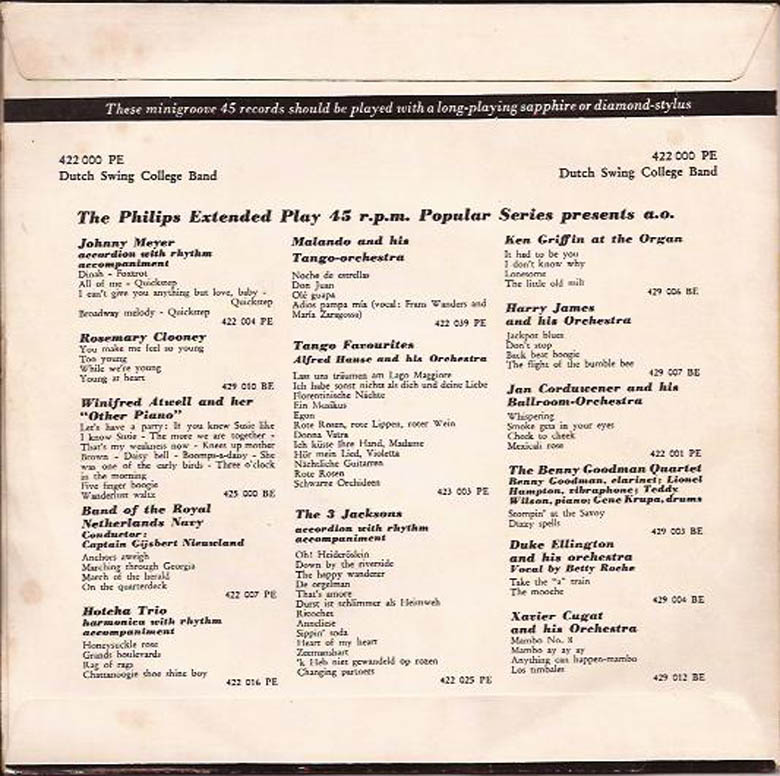 These minigroove 45 records should be played with a long-playing sapphire or diamond-stylus
422 000 PE
Dutch Swing College Band
422 000 PE
Dutch Swing College Band
The Philips Extended Play 45 r.p.m. Popular Series presents a.o.
Johnny Meyer
accordion with rhythm
accompaniment
Dinah - Foxtrot
All of me - Quickstep
I can't give you anything but love, baby -
Quickstep
Broadway melody - Quickstep
422 004 PE
Rosemary Clooney
You make me feel so young
Too young
While we're young
Young at heart
429 010 BE
Winifred Atwell and her
"Other Piano"
Let's have a party: If you knew Susie like
I know Susie - The more we are together -
That's my weakness now - Knees up mother
Brown - Daisy bell - Boomps-a-daisy - She
was one of the early birds - Three o'clock
in the morning
Five finger boogie
Wanderlust waltz
425 000 BE
Band of the Royal
Netherlands Navy
Conductor:
Captain Gijsbert Nieuwland
Anchors aweigh
Marching through Georgia
March of the herald
On the quarterdeck
422 007 PE
Hotcha Trio
harmonica with rhythm
accompaniment
Honeysuckle rose
Grands boulevards
Rag of rags
Chattanoogie shoe shine boy
422 016 PE
Malando and his
Tango-orchestra
Noche de estrellas
Don Juan
Olé guapa
Adios pampa mía (vocal: Frans Wanders and
María Zaragossa)
422 039 PE
Tango Favourites
Alfred Hause and his Orchestra
Lass uns träumen am Lago Maggiore
Ich habe sonst nichts als dich und deine Liebe
Florentinische Nächte
Ein Musikus
Egon
Rote Rosen, rote Lippen, roter Wein
Donna Vatra
Ich küsse Ihre Hand, Madame
Hör mein Lied, Violetta
Nächtliche Guitarren
Rote Rosen
Schwarze Orchideen
423 003 PE
The 3 Jacksons
accordion with rhythm
accompaniment
Oh! Heideröslein
Down by the riverside
The happy wanderer
De orgelman
That's amore
Durst ist schlimmer als Heimweh
Ricochet
Anneliese
Sippin' soda
Heart of my heart
Zeemanshart
'k Heb niet gewandeld op rozen
Changing partners
422 025 PE
Ken Griffin at the Organ
It had to be you
I don't know why
Lonesome
The little old mill
429 006 BE
Harry James
and his Orchestra
Jackpot blues
Don't stop
Back beat boogie
The flight of the bumble bee
429 007 BE
Jan Corduwener and his
Ballroom-Orchestra
Whispering
Smoke gets in your eyes
Cheek to cheek
Mexicali rose
422 001 PE
The Benny Goodman Quartet
Benny Goodman, clarinet; Lionel
Hampton, vibraphone; Teddy
Wilson, piano; Gene Krupa, drums
Stompin' at the Savoy
Dizzy spells
429 003 BE
Duke Ellington
and his orchestra
Vocal by Betty Roche
Take the "a" train
The mooche
429 004 BE
Xavier Cugat
and his Orchestra
Mambo No. 8
Mambo ay ay ay
Anything can happen-mambo
Los timbales
429 012 BE